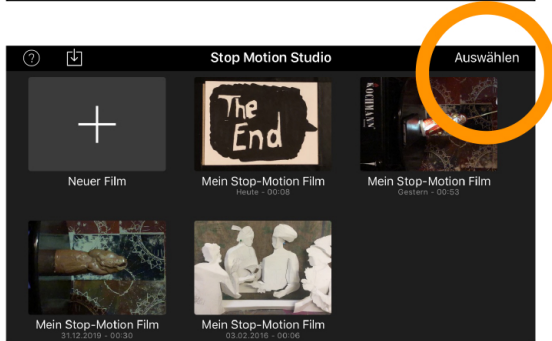 Stop Motion Studio
Auswählen
The
End
KOCHMANN
Neuer Film
Mein Stop-Motion Film
Heute - 00:08
Mein Stop-Motion Film
Gestern - 00:53
Mein Stop-Motion Film
31.12.2019 - 00:30
Mein Stop-Motion Film
03.02.2016 - 00:06